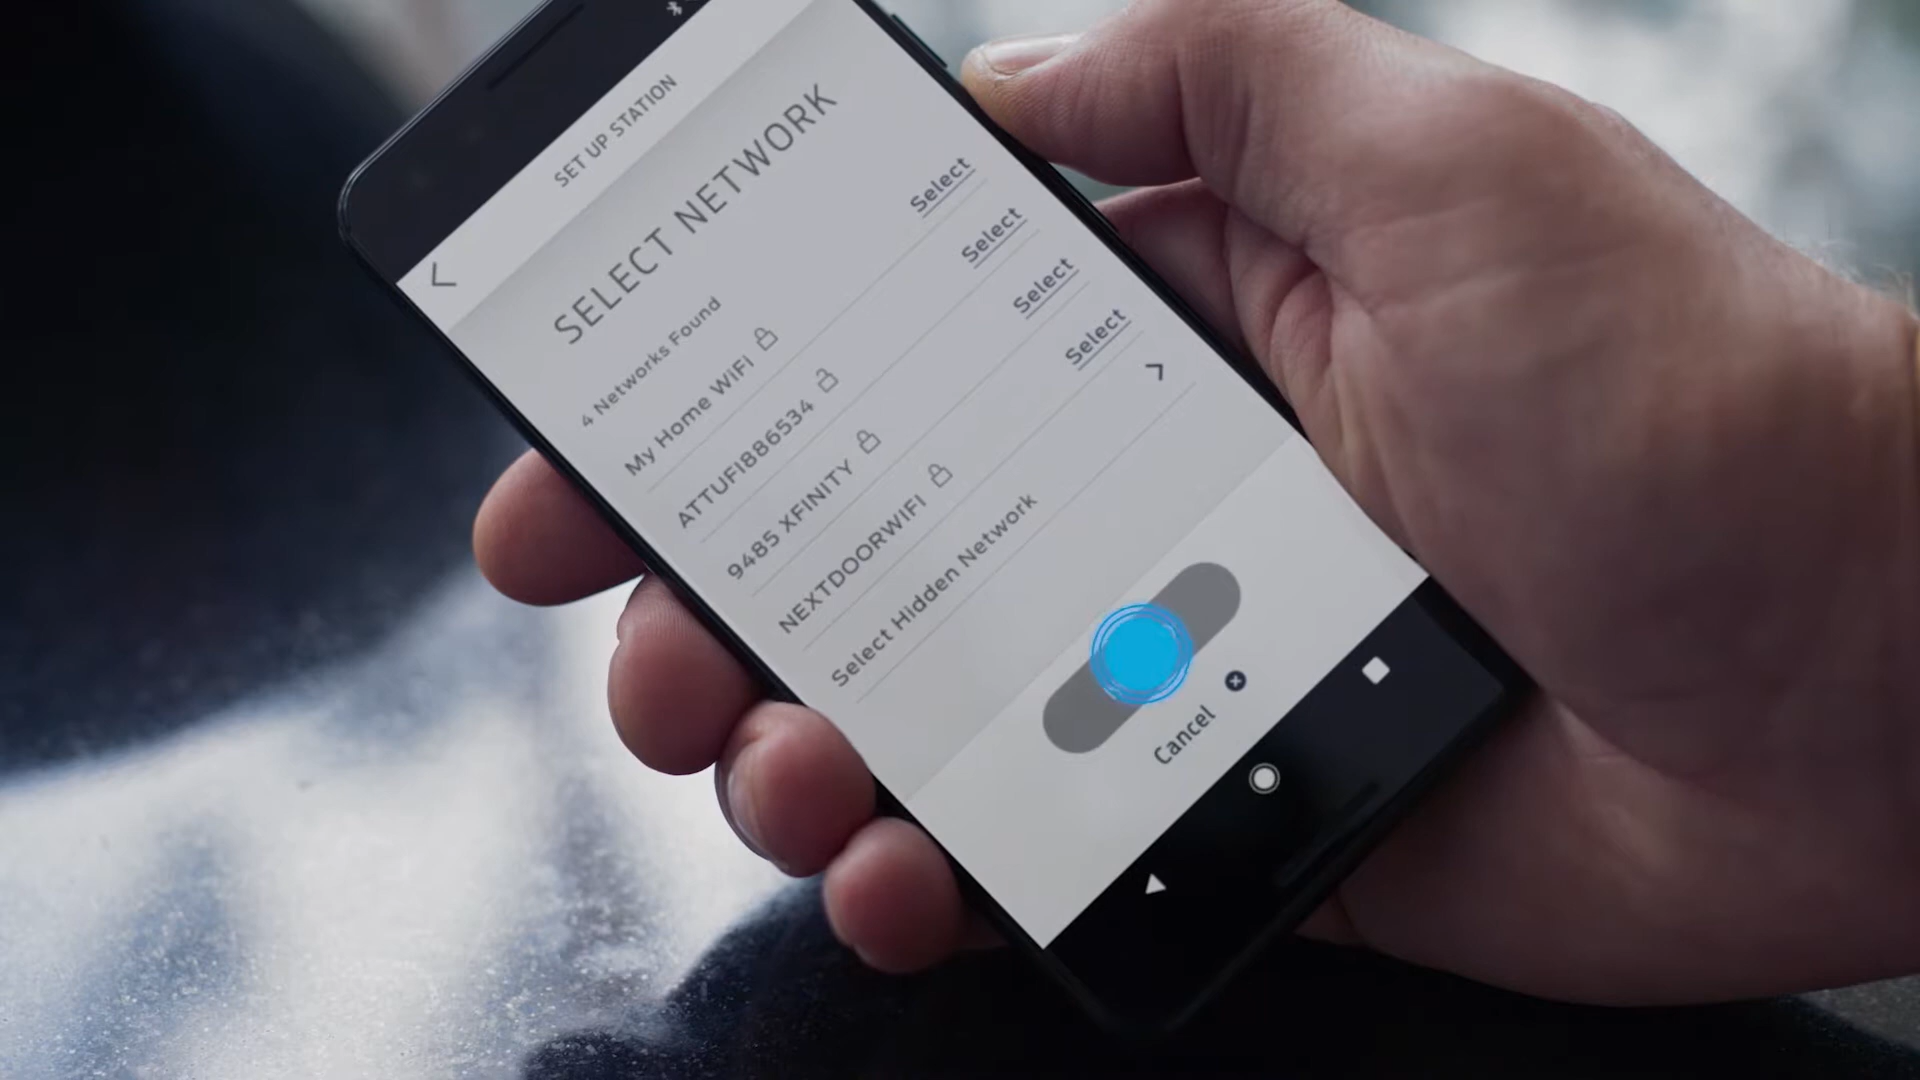 SET UP STATION
SELECT NETWORK
4 Networks Found
My Home WiFi Select
ATTUFI886534 Select
9485 XFINITY Select
NEXTDOORWIFI Select
Select Hidden Network
Cancel